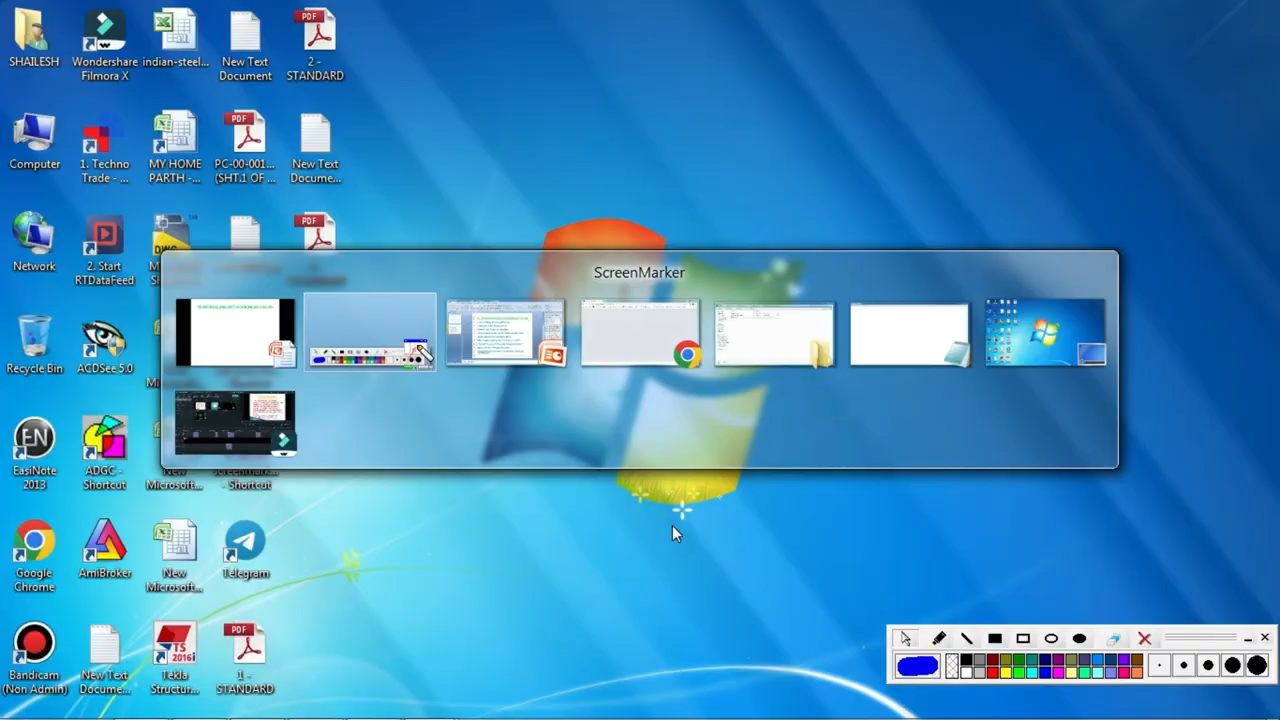 SHAILESH
Wondershare
Filmora X
indian-steel...
New Text
Document
PDF
2 -
STANDARD
Computer
1. Techno
Trade - ...
MY HOME
PARTH -...
PDF
PC-00-001...
(SHT.1 OF ...
New Text
Docume...
Network
2. Start
RTDataFeed
DWG
PDF
ScreenMarker
Recycle Bin
ACDSee 5.0
EN
EasiNote
2013
ADGC -
Shortcut
New
Microsoft...
- Shortcut
Google
Chrome
AmiBroker
New
Microsoft...
Telegram
Bandicam
(Non Admin)
New Text
Docume...
TS
2016i
Tekla
Structur...
PDF
1 -
STANDARD